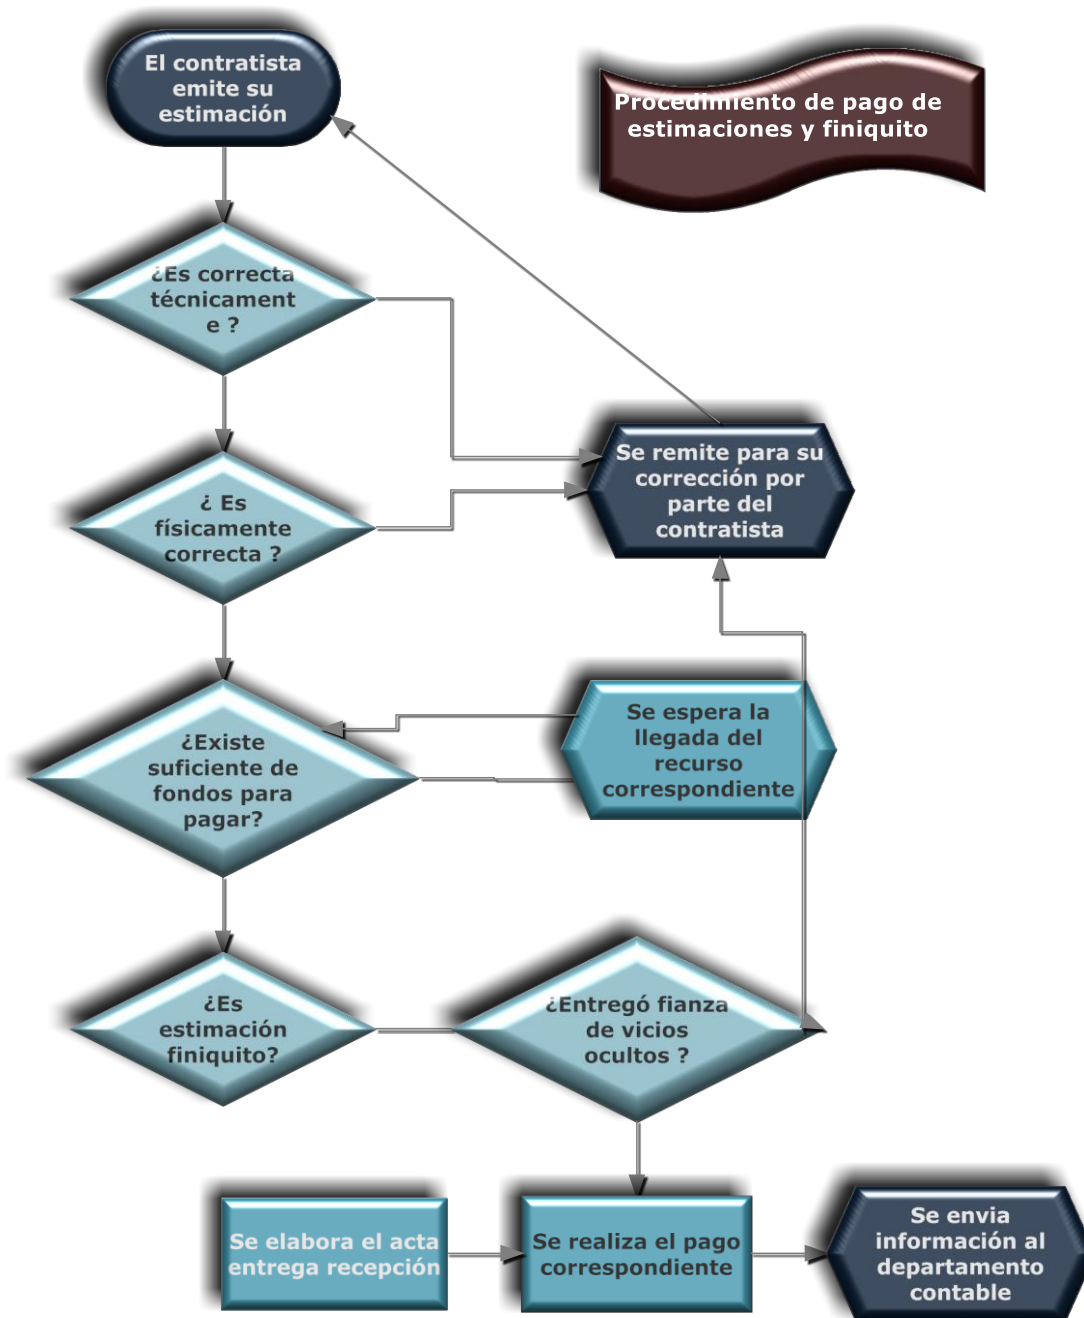 El contratista
emite su
estimación
Procedimiento de pago de
estimaciones y finiquito
¿Es correcta
técnicament
e ?
Se remite para su
corrección por
parte del
contratista
¿ Es
físicamente
correcta ?
Se espera la
llegada del
recurso
correspondiente
¿Existe
suficiente de
fondos para
pagar?
¿Es
estimación
finiquito?
¿Entregó fianza
de vicios
ocultos ?
Se elabora el acta
entrega recepción
Se realiza el pago
correspondiente
Se envia
información al
departamento
contable